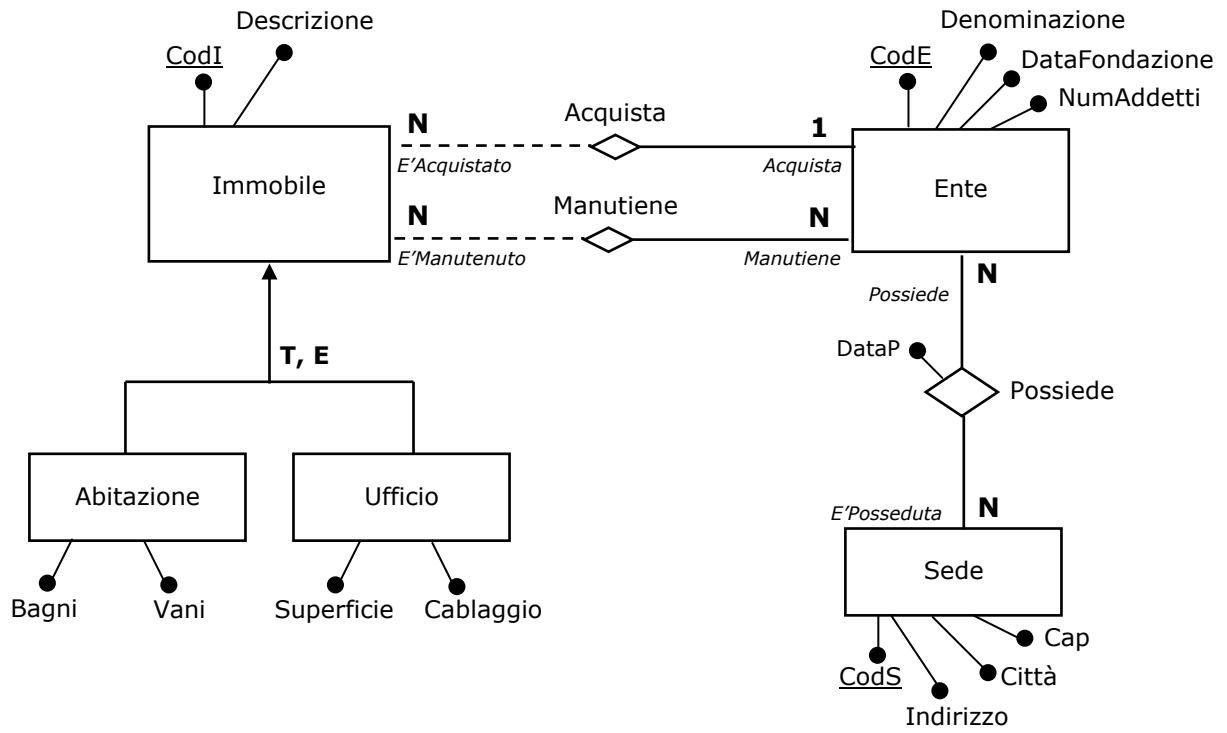 Descrizione
CodI
Denominazione
CodE
DataFondazione
NumAddetti
N
Acquista
1
E'Acquistato
Acquista
Immobile
Ente
N
Manutiene
N
E'Manutenuto
Manutiene
N
Possiede
T, E
DataP
Possiede
Abitazione
Ufficio
E'Posseduta
N
Sede
Bagni
Vani
Superficie
Cablaggio
Cap
CodS
Città
Indirizzo